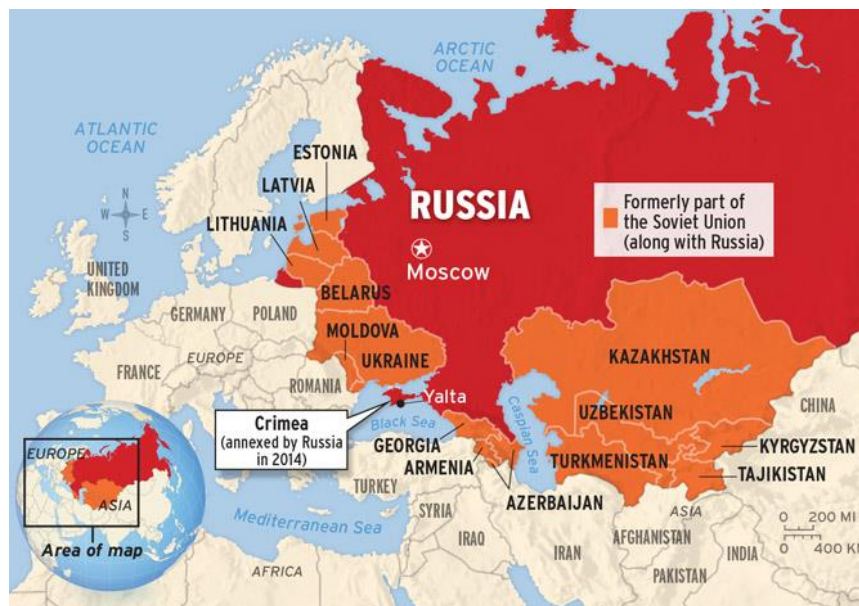 ARCTIC
OCEAN
ATLANTIC
OCEAN
ESTONIA
LATVIA
LITHUANIA
RUSSIA
Formerly part of
the Soviet Union
(along with Russia)
N
W E
S
Moscow
UNITED
KINGDOM
BELARUS
GERMANY
POLAND
MOLDOVA
UKRAINE
KAZAKHSTAN
EUROPE
FRANCE
ROMANIA
Yalta
UZBEKISTAN
CHINA
Crimea
(annexed by Russia
in 2014)
Black Sea
Caspian Sea
GEORGIA
ARMENIA
TURKMENISTAN
KYRGYZSTAN
TAJIKISTAN
AZERBAIJAN
EUROPE
ASIA
Area of map
TURKEY
Mediterranean Sea
SYRIA
IRAQ
IRAN
AFGHANISTAN
PAKISTAN
INDIA
ASIA
AFRICA
0 200 MI
0 400 K